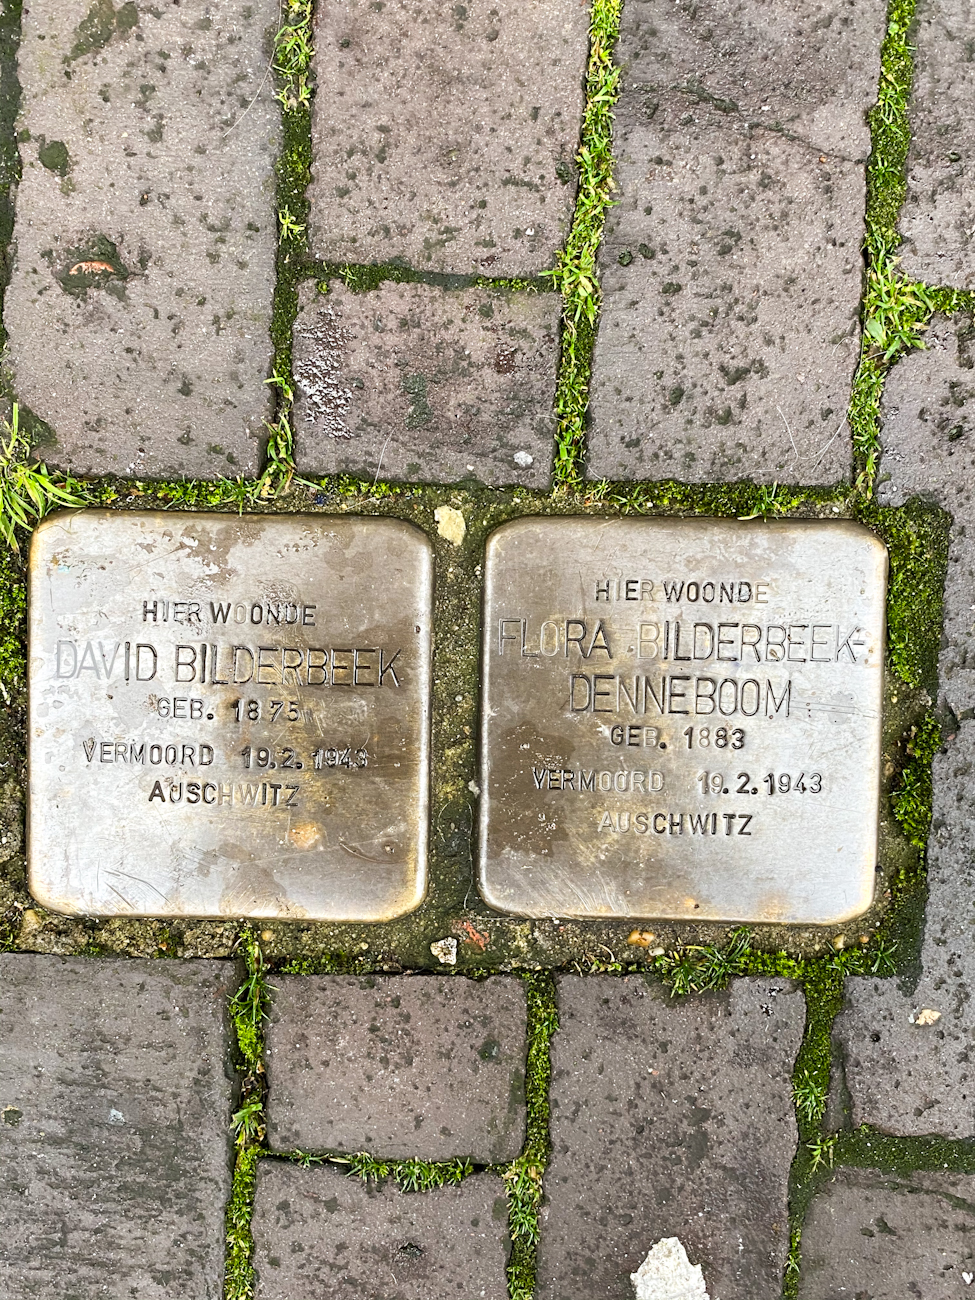 HIER WOONDE
DAVID BILDERBEEK
GEB. 1875
VERMOORD 19.2.1943
AUSCHWITZ
HIER WOONDE
FLORA BILDERBEEK-
DENNEBOOM
GEB. 1883
VERMOORD 19.2.1943
AUSCHWITZ